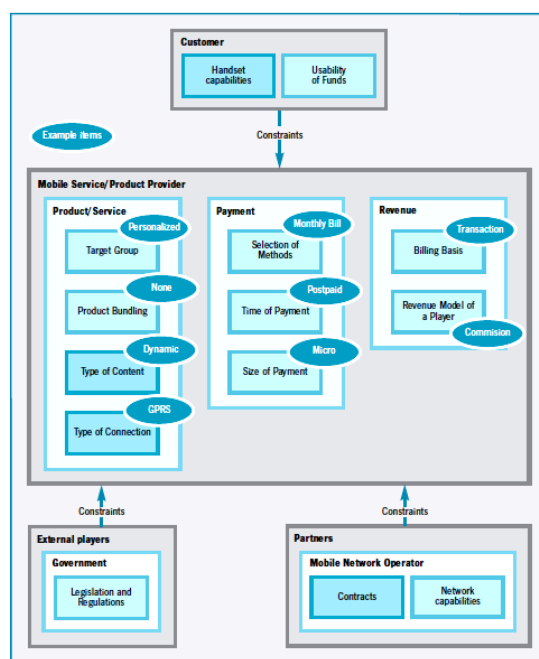 Customer
Handset
capabilities
Usability
of Funds
Example items
Constraints
Mobile Service/Product Provider
Product/Service
Personalized
Target Group
None
Product Bundling
Dynamic
Type of Content
GPRS
Type of Connection
Payment
Monthly Bill
Selection of
Methods
Postpaid
Time of Payment
Micro
Size of Payment
Revenue
Transaction
Billing Basis
Revenue Model of
a Player
Commision
Constraints
Constraints
External players
Government
Legislation and
Regulations
Partners
Mobile Network Operator
Contracts
Network
capabilities